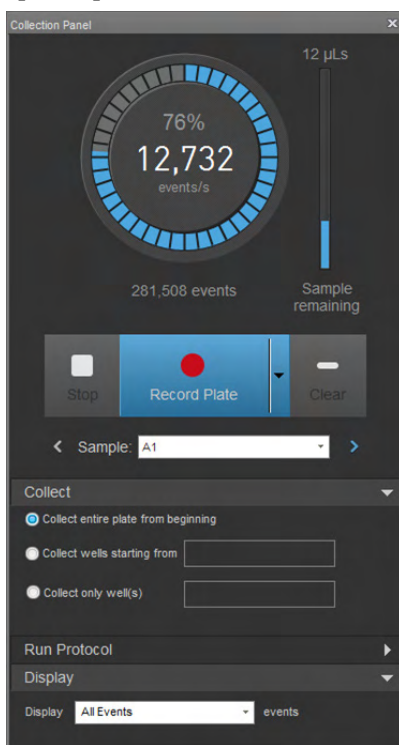 Collection Panel x
12 µLs
76%
12,732
events/s
281,508 events
Sample
remaining
Stop Record Plate Clear
Sample: A1
Collect
Collect entire plate from beginning
Collect wells starting from
Collect only well(s)
Run Protocol
Display
Display All Events events